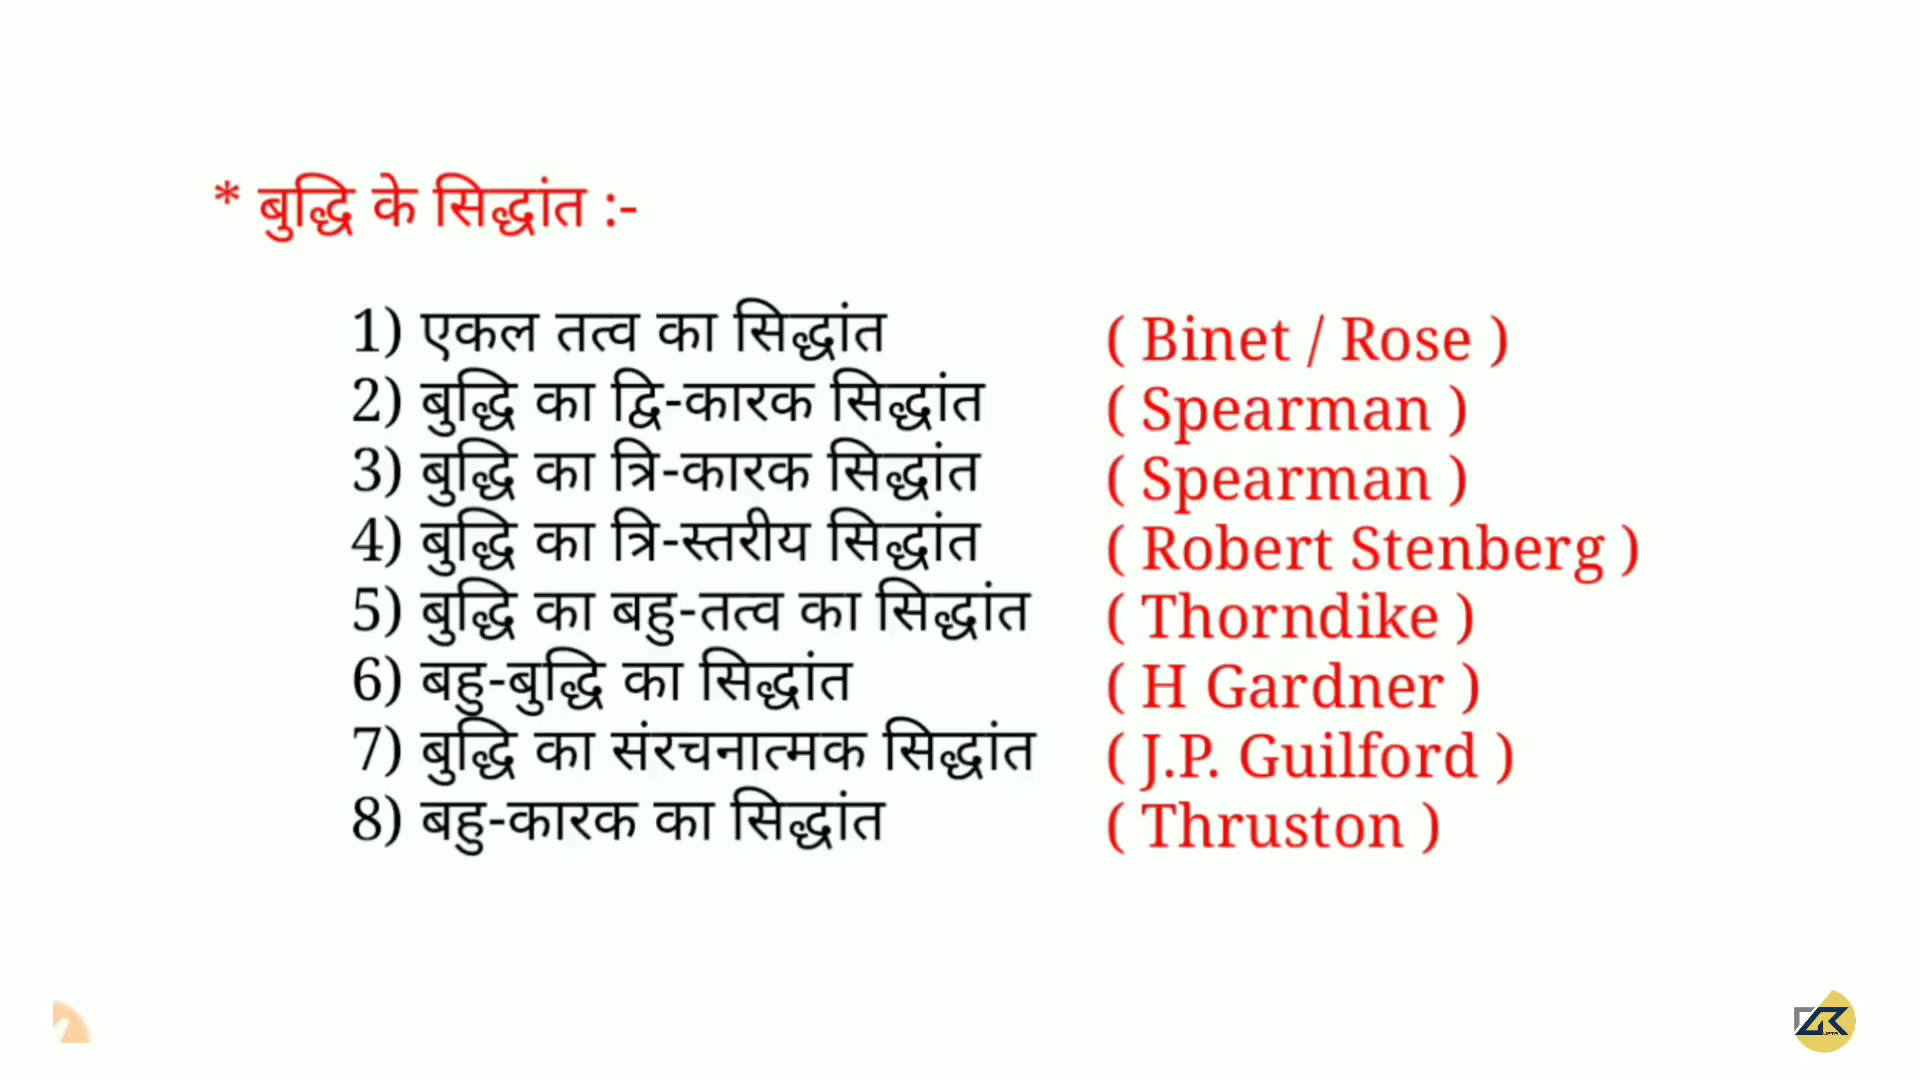 * बुद्धि के सिद्धांत :-
1) एकल तत्व का सिद्धांत ( Binet / Rose )
2) बुद्धि का द्वि-कारक सिद्धांत ( Spearman )
3) बुद्धि का त्रि-कारक सिद्धांत ( Spearman )
4) बुद्धि का त्रि-स्तरीय सिद्धांत ( Robert Stenberg )
5) बुद्धि का बहु-तत्व का सिद्धांत ( Thorndike )
6) बहु-बुद्धि का सिद्धांत ( H Gardner )
7) बुद्धि का संरचनात्मक सिद्धांत ( J.P. Guilford )
8) बहु-कारक का सिद्धांत ( Thruston )